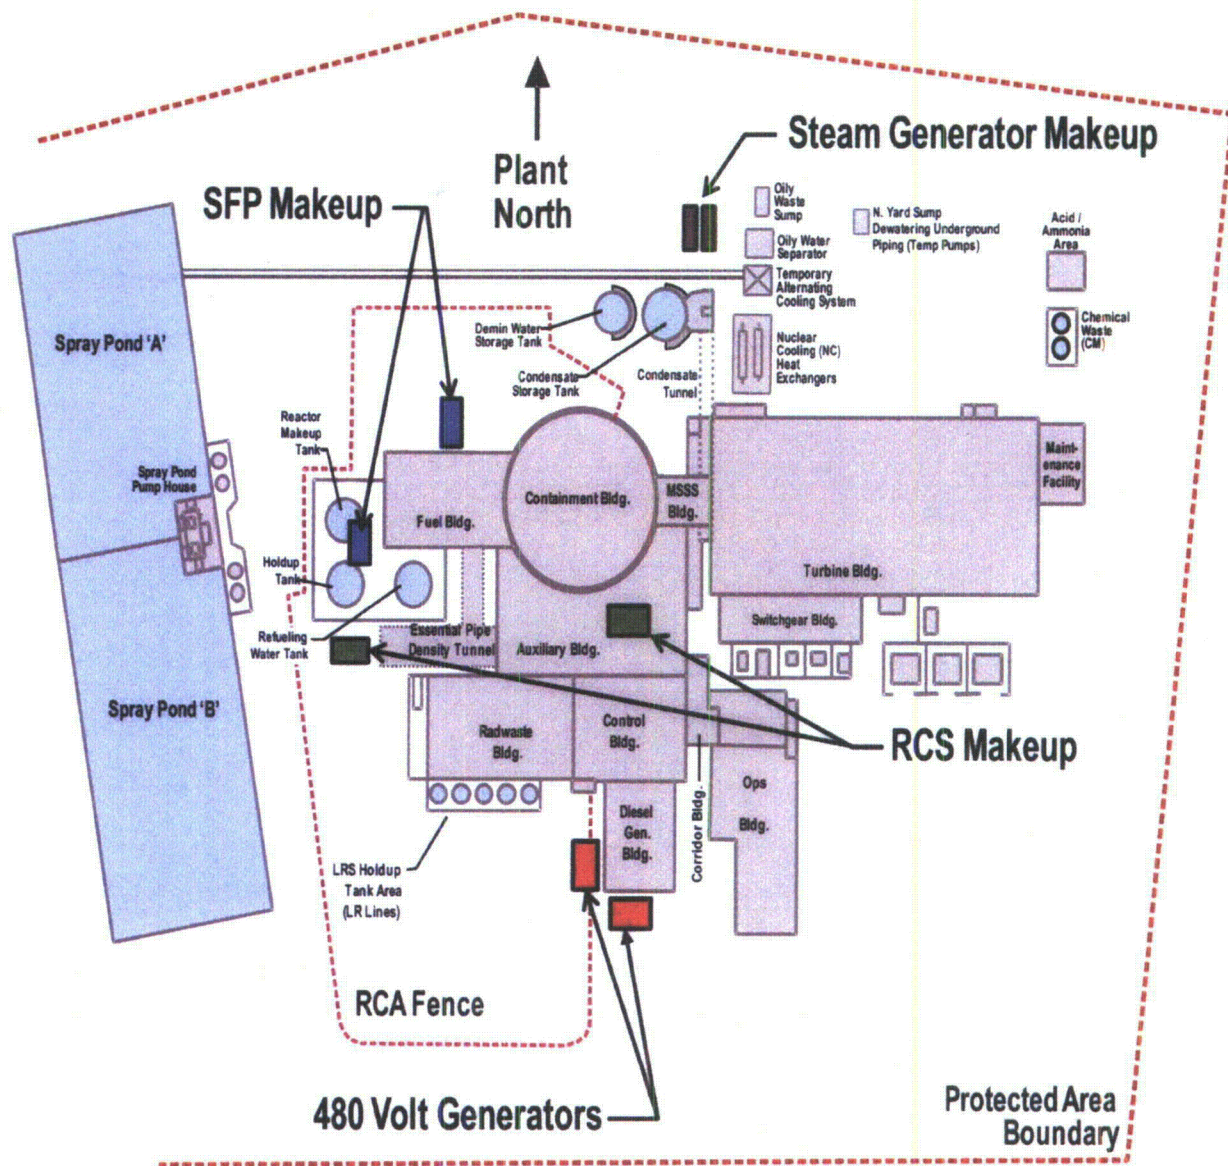 Plant
North
Steam Generator Makeup
SFP Makeup
Oily
Waste
Sump
N. Yard Sump
Dewatering Underground
Piping (Temp Pumps)
Acid /
Ammonia
Area
Oily Water
Separator
Temporary
Alternating
Cooling System
Spray Pond 'A'
Demin Water
Storage Tank
Condensate
Storage Tank
Condensate
Tunnel
Nuclear
Cooling (NC)
Heat
Exchangers
Chemical
Waste
(CM)
Reactor
Makeup
Tank
Spray Pond
Pump House
Fuel Bldg.
Containment Bldg.
MSSS
Bldg.
Maint-
enance
Facility
Turbine Bldg.
Holdup
Tank
Refueling
Water Tank
Essential Pipe
Density Tunnel
Auxiliary Bldg.
Switchgear Bldg.
Spray Pond 'B'
Radwaste
Bldg.
Control
Bldg.
RCS Makeup
Diesel
Gen.
Bldg.
Corridor Bldg.
Ops
Bldg.
LRS Holdup
Tank Area
(LR Lines)
RCA Fence
480 Volt Generators
Protected Area
Boundary